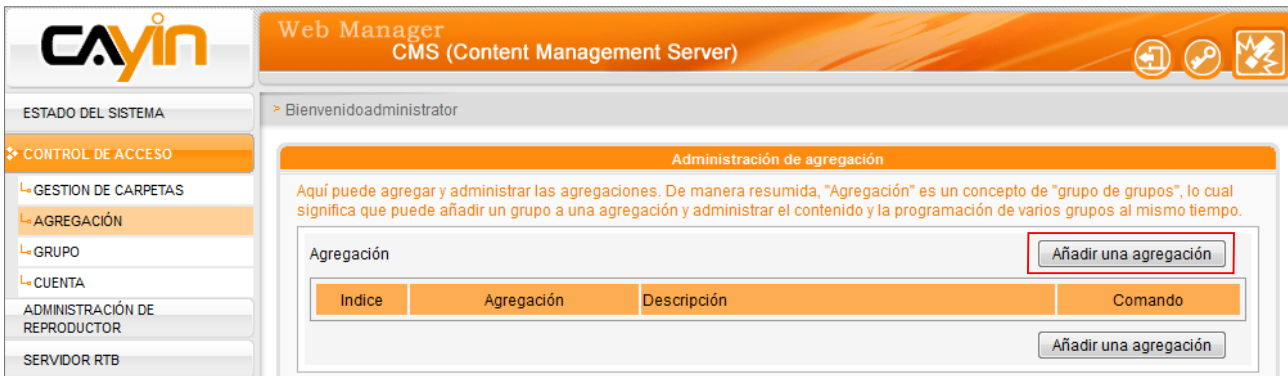 CAYIN
Web Manager
CMS (Content Management Server)
ESTADO DEL SISTEMA
> Bienvenidoadministrator
CONTROL DE ACCESO
GESTION DE CARPETAS
AGREGACIÓN
GRUPO
CUENTA
ADMINISTRACIÓN DE
REPRODUCTOR
SERVIDOR RTB
Administración de agregación
Aquí puede agregar y administrar las agregaciones. De manera resumida, "Agregación" es un concepto de "grupo de grupos", lo cual
significa que puede añadir un grupo a una agregación y administrar el contenido y la programación de varios grupos al mismo tiempo.
Agregación
Añadir una agregación
Indice Agregación Descripción Comando
Añadir una agregación